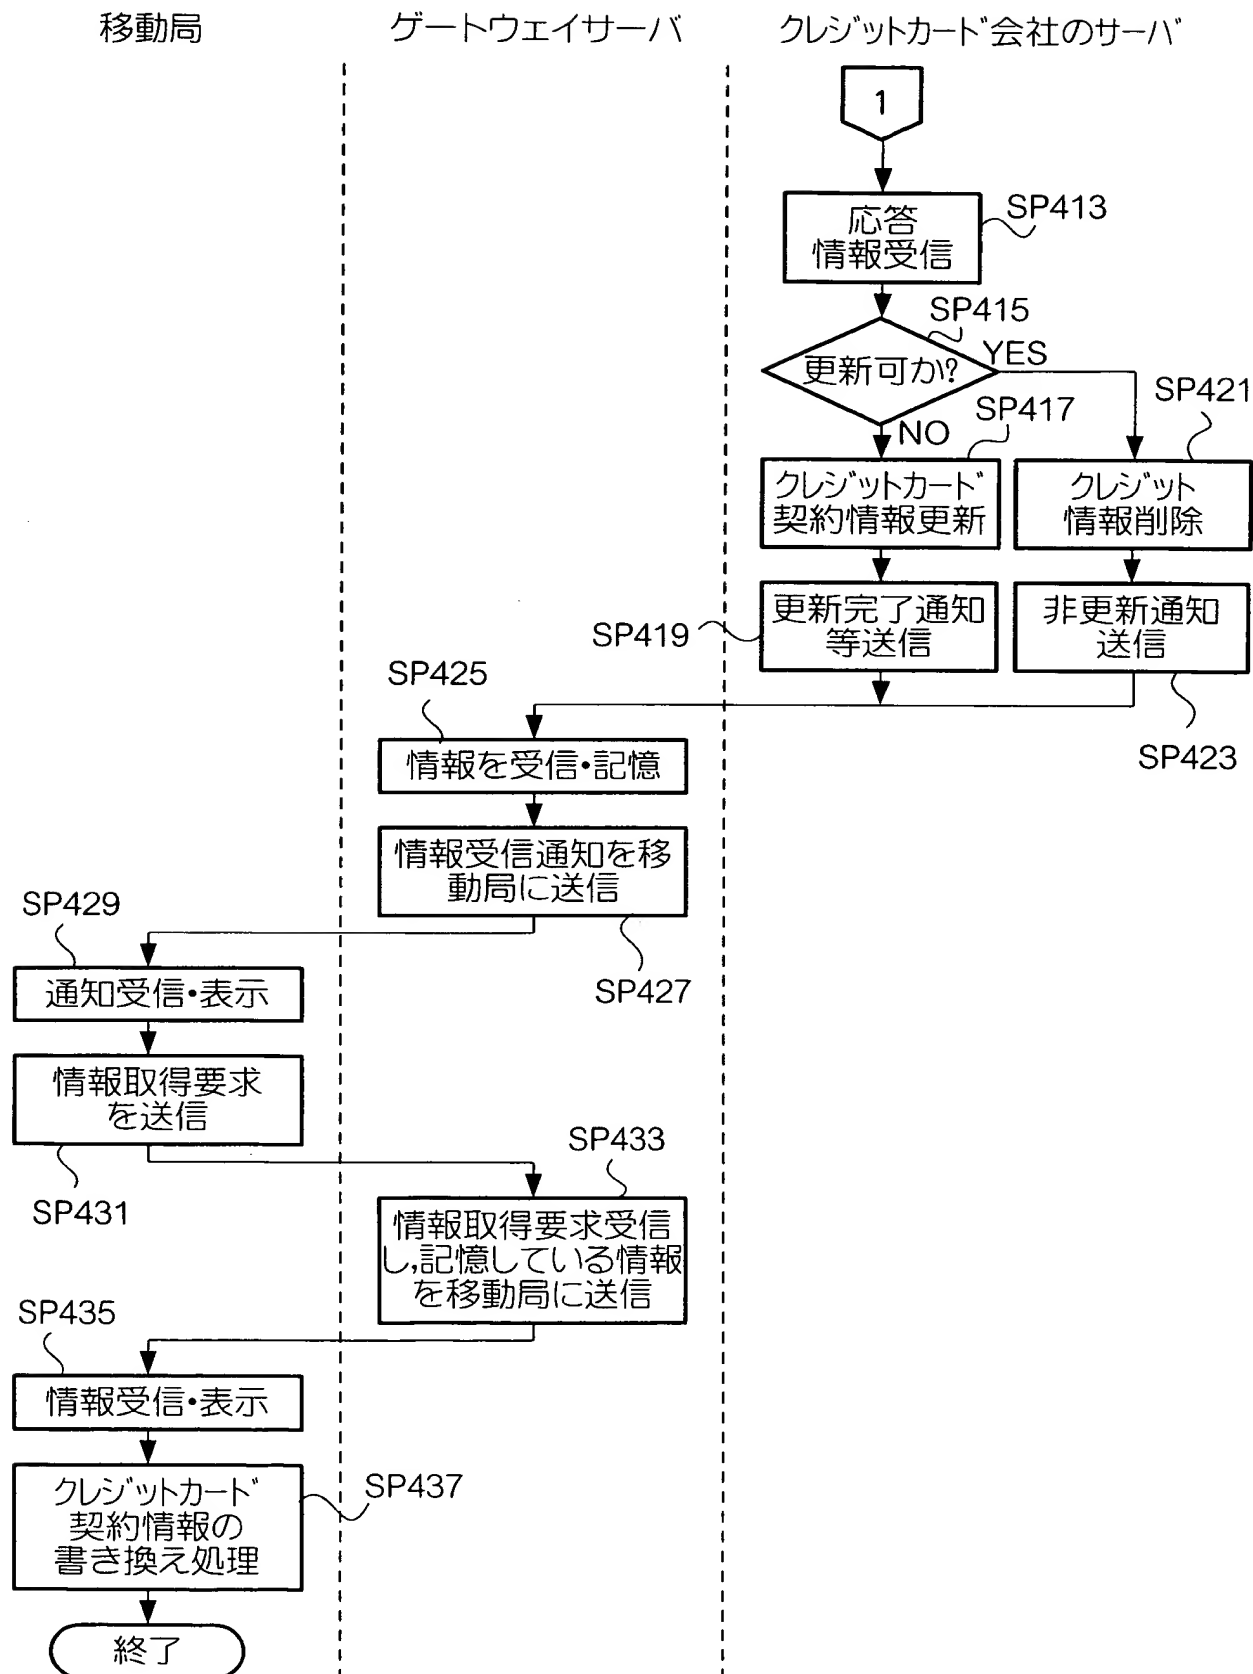 移動局
ゲートウェイサーバ
クレジットカード会社のサーバ
1
応答
情報受信
SP413
SP415
更新可か?
YES
NO
SP417
SP421
クレジットカード
契約情報更新
クレジット
情報削除
更新完了通知
等送信
SP419
非更新通知
送信
SP423
SP425
情報を受信・記憶
情報受信通知を移
動局に送信
SP427
SP429
通知受信・表示
情報取得要求
を送信
SP431
SP433
情報取得要求受信
し,記憶している情報
を移動局に送信
SP435
情報受信・表示
クレジットカード
契約情報の
書き換え処理
SP437
終了